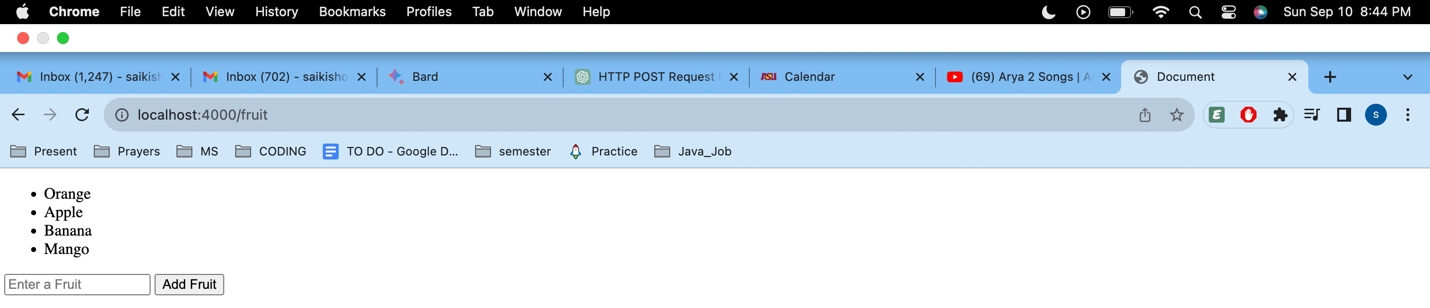 Chrome File Edit View History Bookmarks Profiles Tab Window Help Sun Sep 10 8:44 PM
Inbox (1,247) - saikish Inbox (702) - saikisho Bard HTTP POST Request ASU Calendar (69) Arya 2 Songs | A Document
localhost:4000/fruit E S
Present Prayers MS CODING TO DO - Google D... semester Practice Java_Job
• Orange
• Apple
• Banana
• Mango
Enter a Fruit Add Fruit